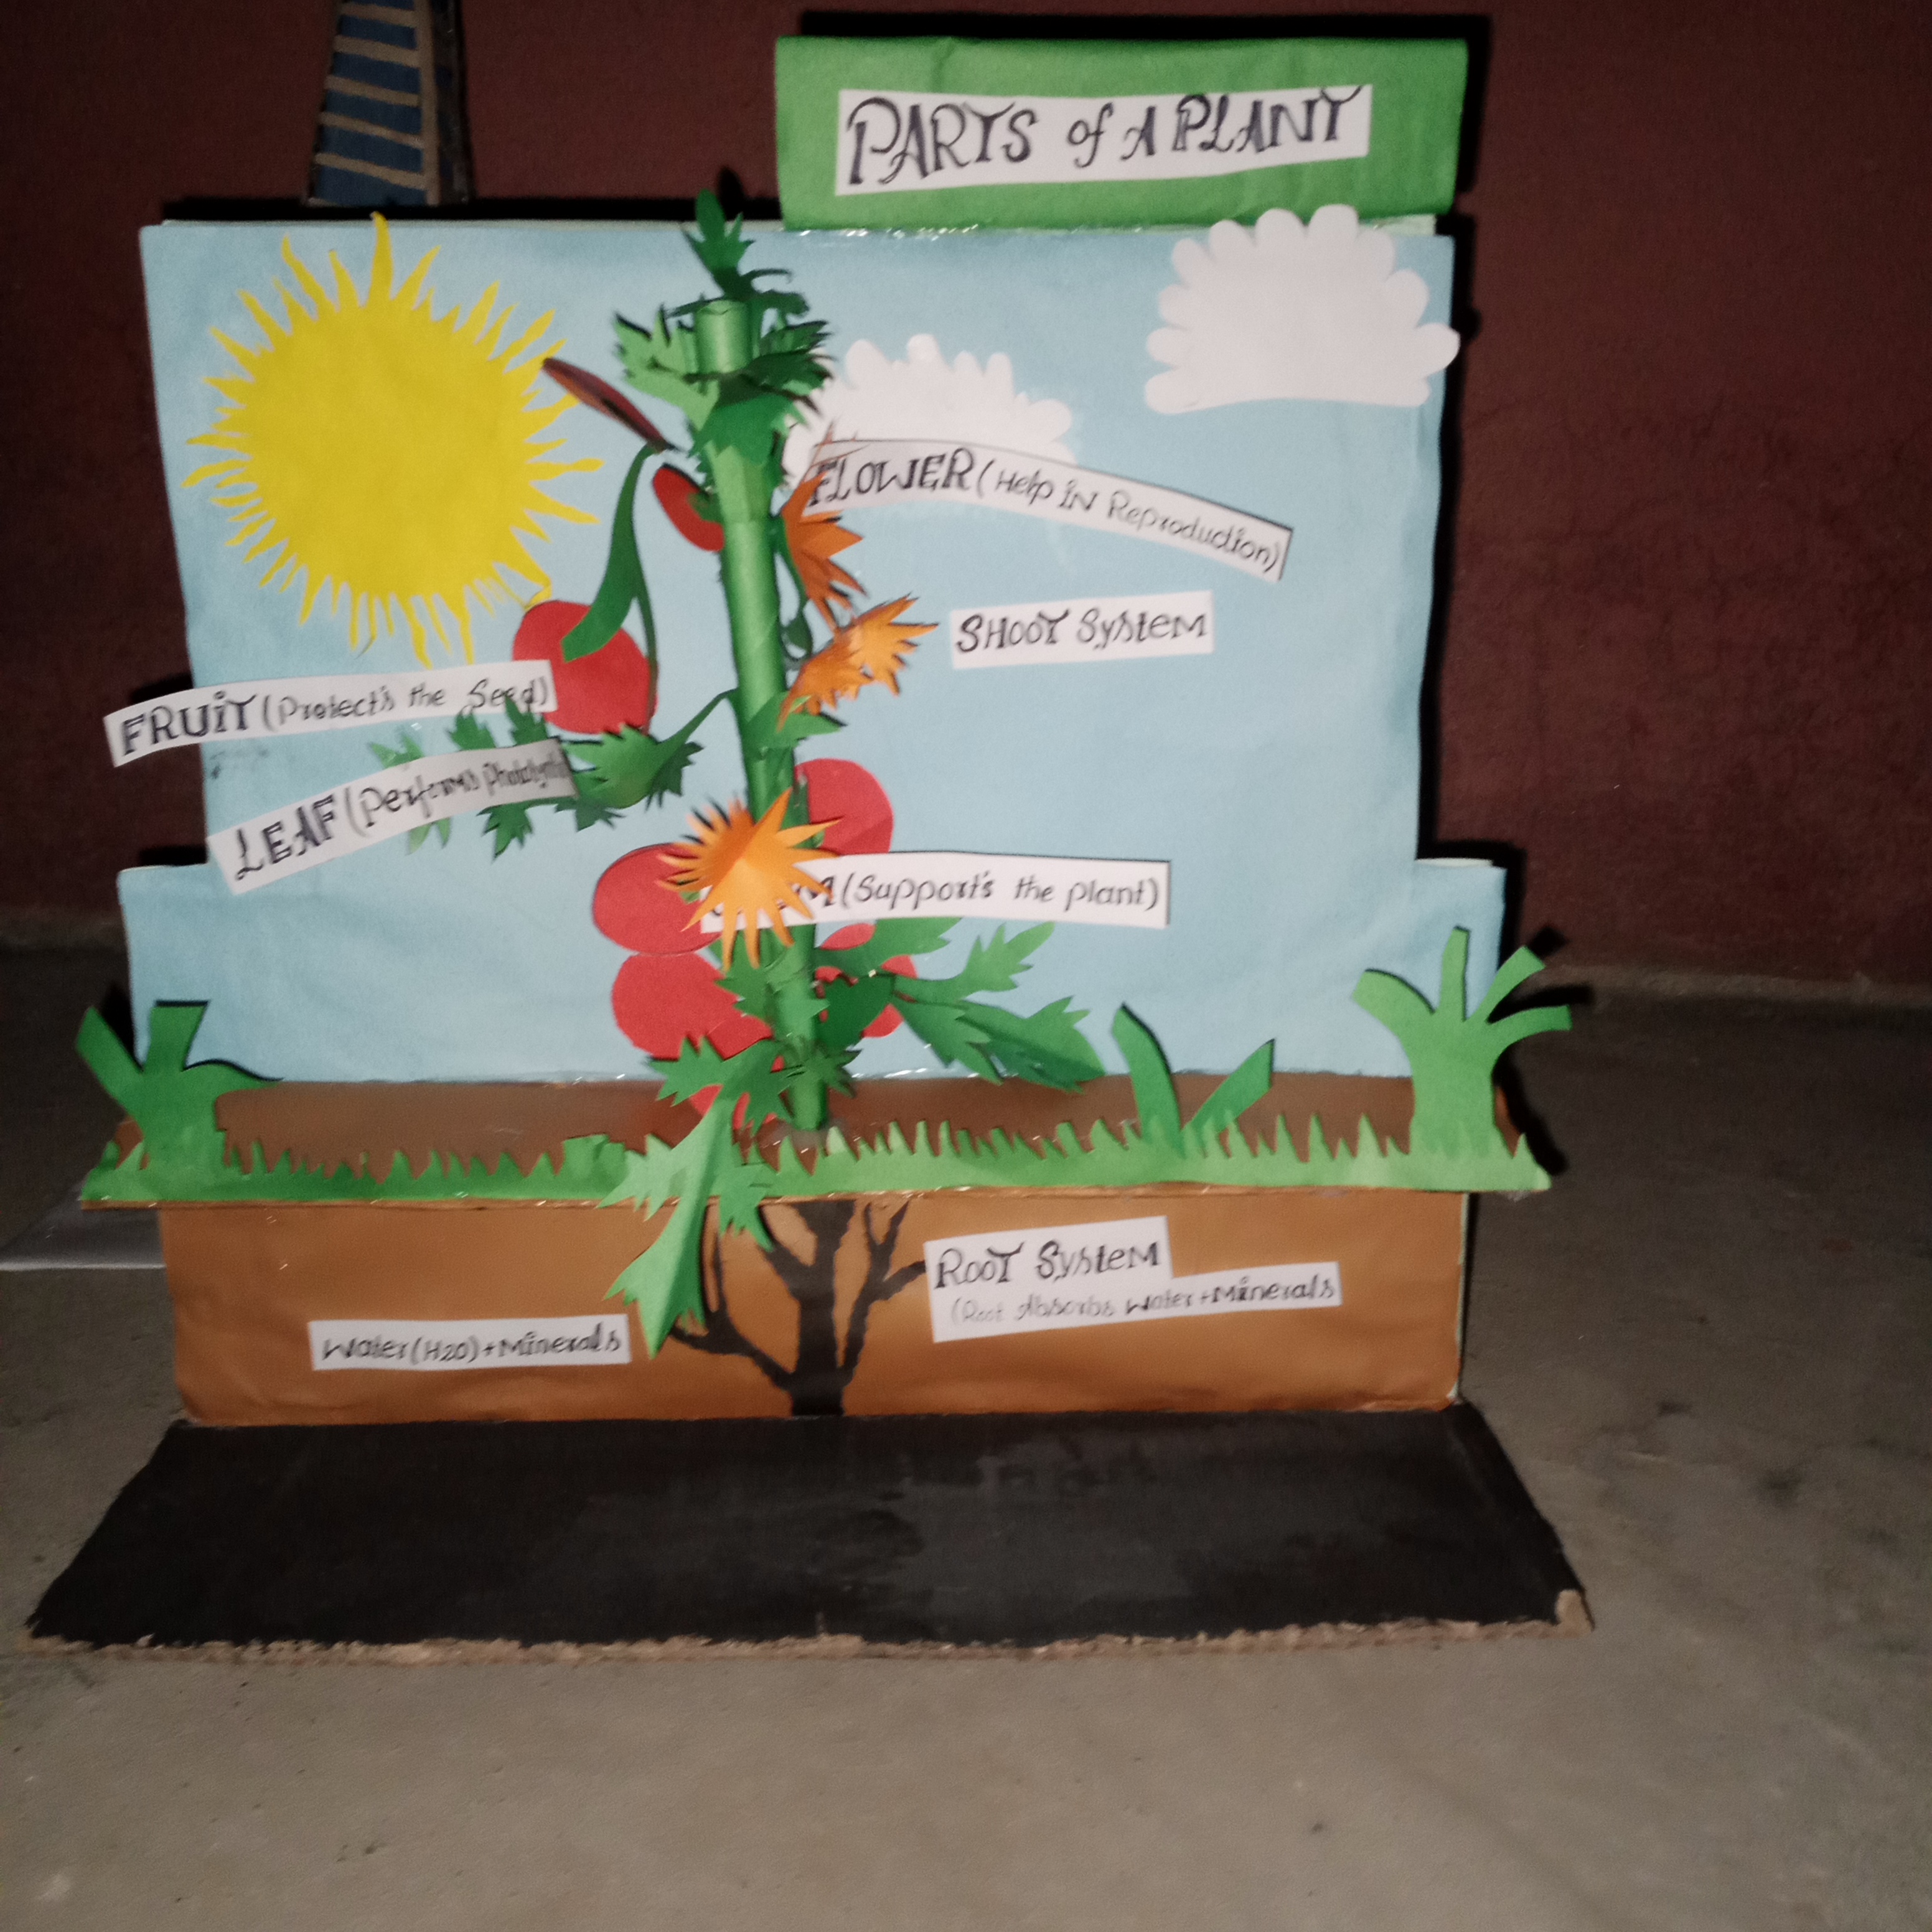 PARTS of A PLANT
FLOWER (Help iN Reproduction)
SHOOT SysteM
FRUiT (Protect's the Seed)
LEAF (Performs
(Support's the plant)
ROOT SysteM
(Root Absorbs Water+Minerals
Water(H2O)+Minerals